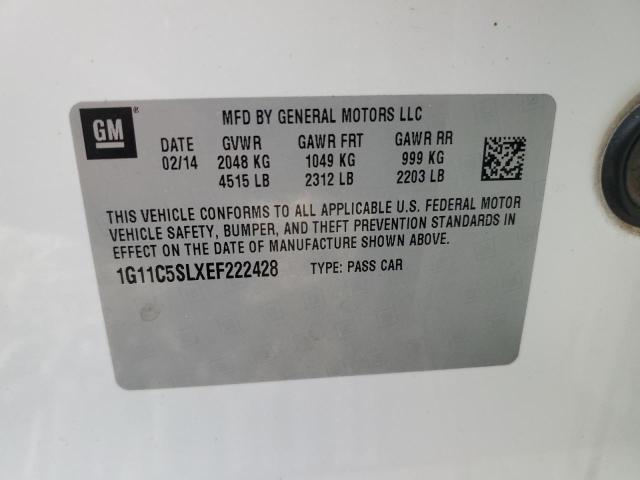 GM®
MFD BY GENERAL MOTORS LLC
DATE GVWR GAWR FRT GAWR RR
02/14 2048 KG 1049 KG 999 KG
4515 LB 2312 LB 2203 LB
THIS VEHICLE CONFORMS TO ALL APPLICABLE U.S. FEDERAL MOTOR
VEHICLE SAFETY, BUMPER, AND THEFT PREVENTION STANDARDS IN
EFFECT ON THE DATE OF MANUFACTURE SHOWN ABOVE.
1G11C5SLXEF222428 TYPE: PASS CAR